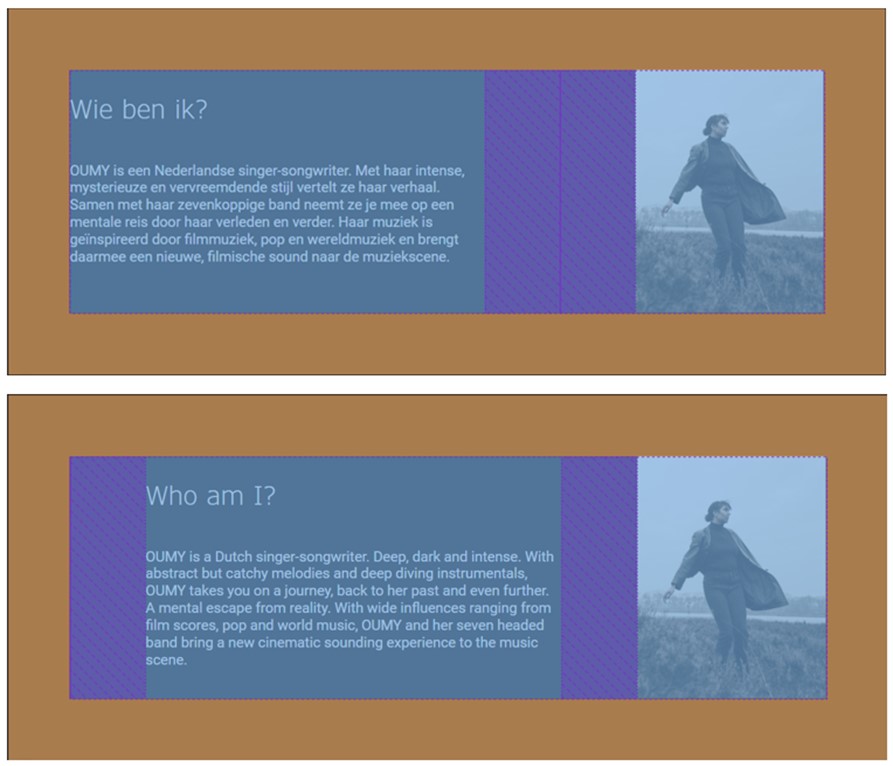 Wie ben ik?
OUMY is een Nederlandse singer-songwriter. Met haar intense,
mysterieuze en vervreemdende stijl vertelt ze haar verhaal.
Samen met haar zevenkoppige band neemt ze je mee op een
mentale reis door haar verleden en verder. Haar muziek is
geïnspireerd door filmmuziek, pop en wereldmuziek en brengt
daarmee een nieuwe, filmische sound naar de muziekscene.
Who am I?
OUMY is a Dutch singer-songwriter. Deep, dark and intense. With
abstract but catchy melodies and deep diving instrumentals,
OUMY takes you on a journey, back to her past and even further.
A mental escape from reality. With wide influences ranging from
film scores, pop and world music, OUMY and her seven headed
band bring a new cinematic sounding experience to the music
scene.